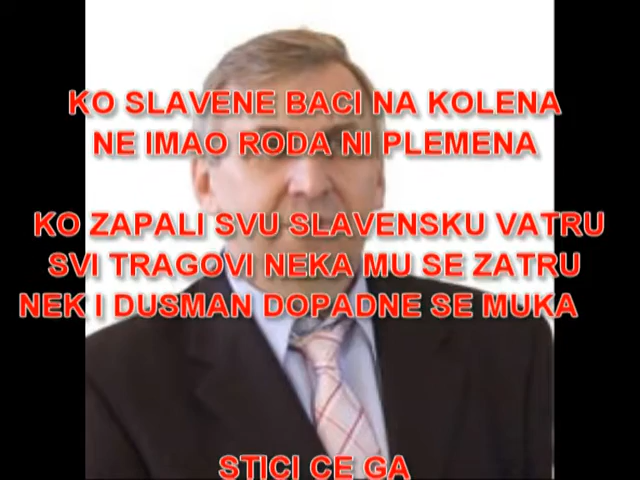 KO SLAVENE BACI NA KOLENA
NE IMAO RODA NI PLEMENA
KO ZAPALI SVU SLAVENSKU VATRU
SVI TRAGOVI NEKA MU SE ZATRU
NEK I DUSMAN DOPADNE SE MUKA
STICI CE GA